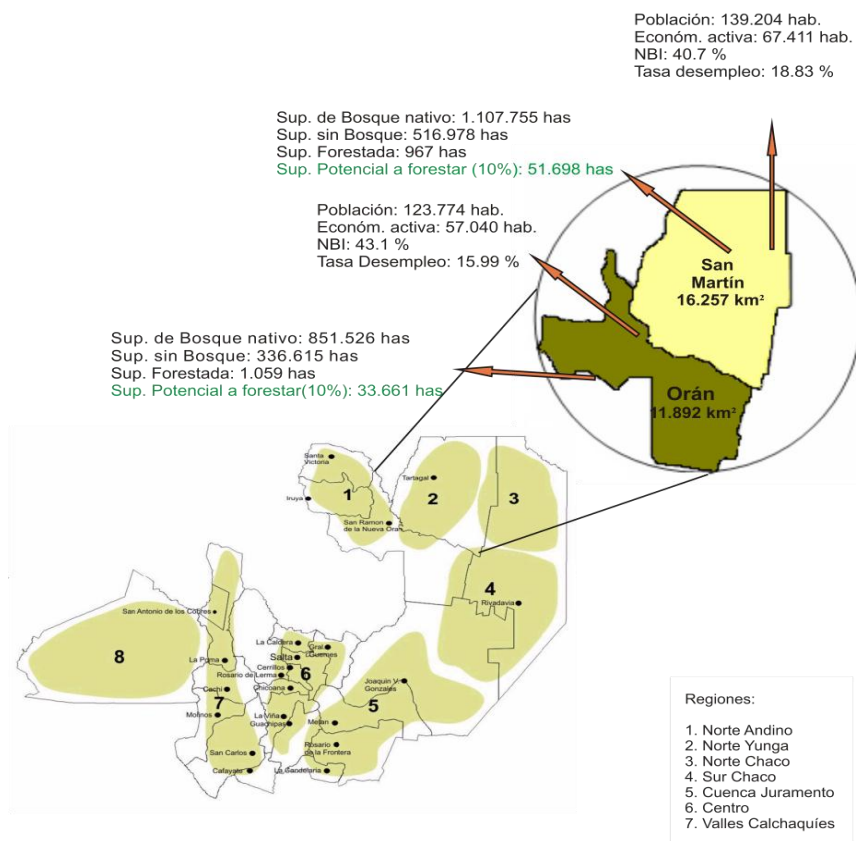 Población: 139.204 hab.
Económ. activa: 67.411 hab.
NBI: 40.7 %
Tasa desempleo: 18.83 %
Sup. de Bosque nativo: 1.107.755 has
Sup. sin Bosque: 516.978 has
Sup. Forestada: 967 has
Sup. Potencial a forestar (10%): 51.698 has
Población: 123.774 hab.
Económ. activa: 57.040 hab.
NBI: 43.1 %
Tasa Desempleo: 15.99 %
San
Martín
16.257 km²
Sup. de Bosque nativo: 851.526 has
Sup. sin Bosque: 336.615 has
Sup. Forestada: 1.059 has
Sup. Potencial a forestar(10%): 33.661 has
Orán
11.892 km²
Santa
Victoria
Iruya
1
San Ramon
de la Nueva Oran
Tartagal
2
3
4
Rivadavia
San Antonio de los Cobres
8
La Poma
Cachi
7
Molinos
San Carlos
Cafayate
La Caldera
Gral.
Guemes
Salta
Cerrillos
Rosario de Lerma
6
Chicoana
La Viña
Guachipas
Joaquin V.
Gonzales
5
Metan
Rosario
de la Frontera
La Candelaria
Regiones:
1. Norte Andino
2. Norte Yunga
3. Norte Chaco
4. Sur Chaco
5. Cuenca Juramento
6. Centro
7. Valles Calchaquíes